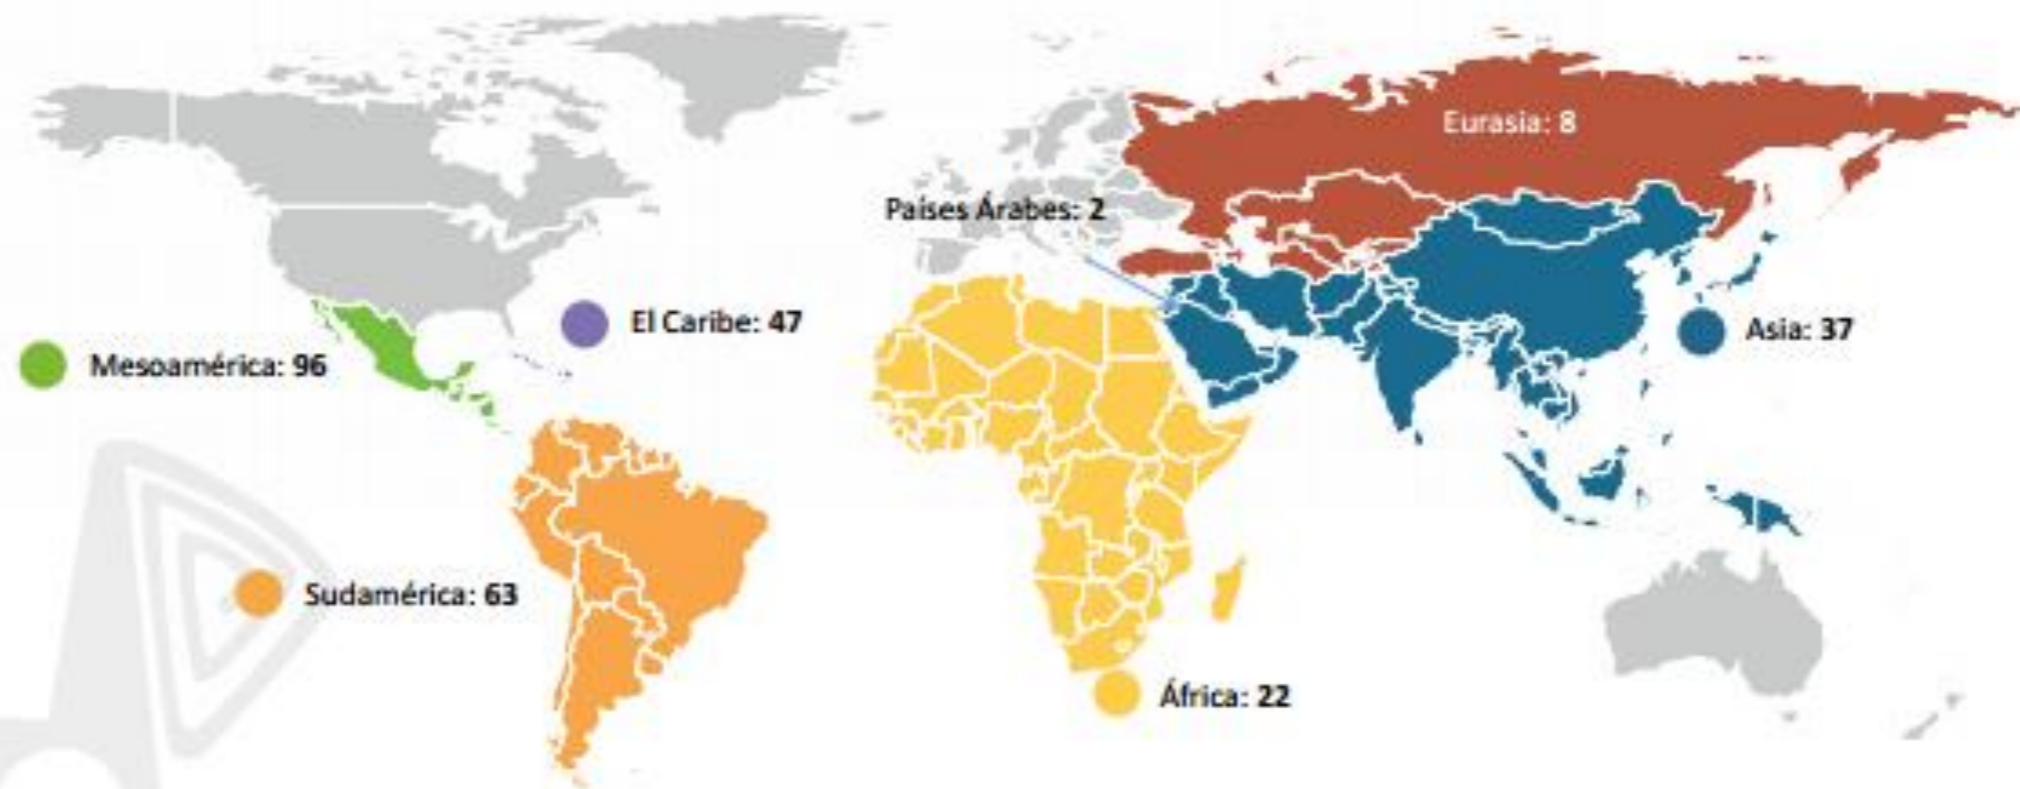 Eurasia: 8
Países Árabes: 2
El Caribe: 47
Asia: 37
Mesoamérica: 96
Sudamérica: 63
África: 22